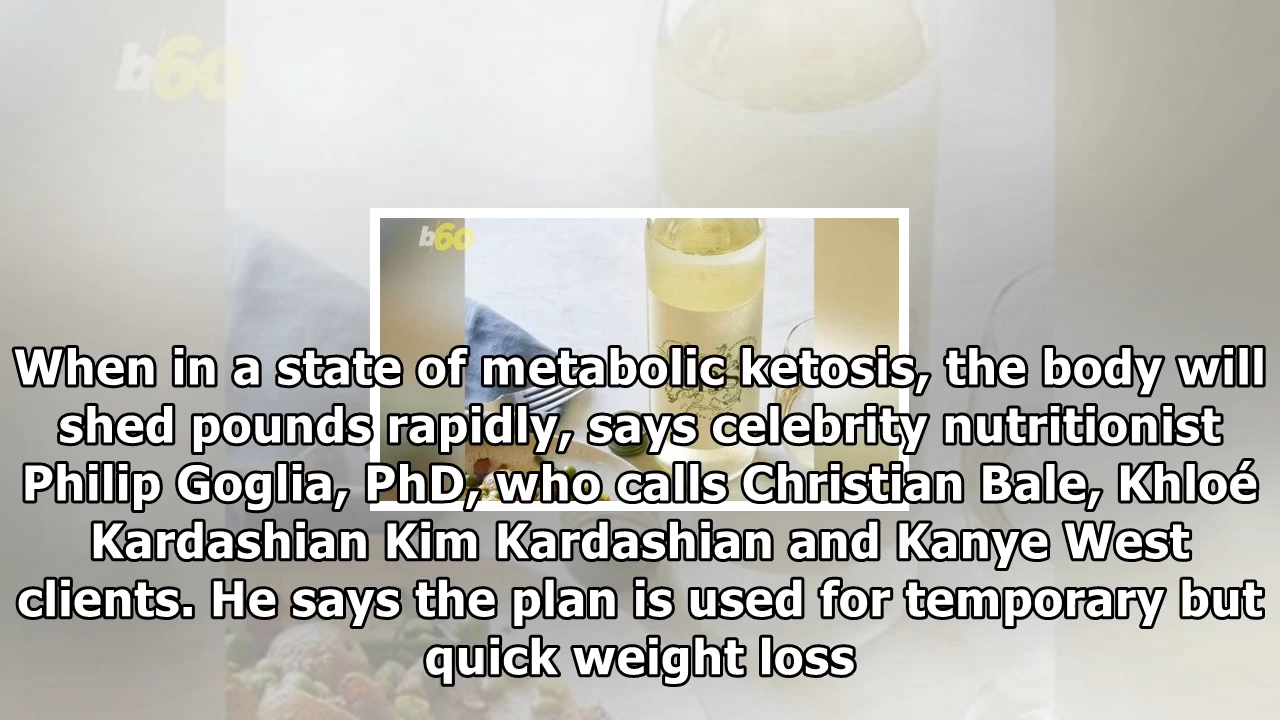 b60
b60
When in a state of metabolic ketosis, the body will
shed pounds rapidly, says celebrity nutritionist
Philip Goglia, PhD, who calls Christian Bale, Khloé
Kardashian Kim Kardashian and Kanye West
clients. He says the plan is used for temporary but
quick weight loss